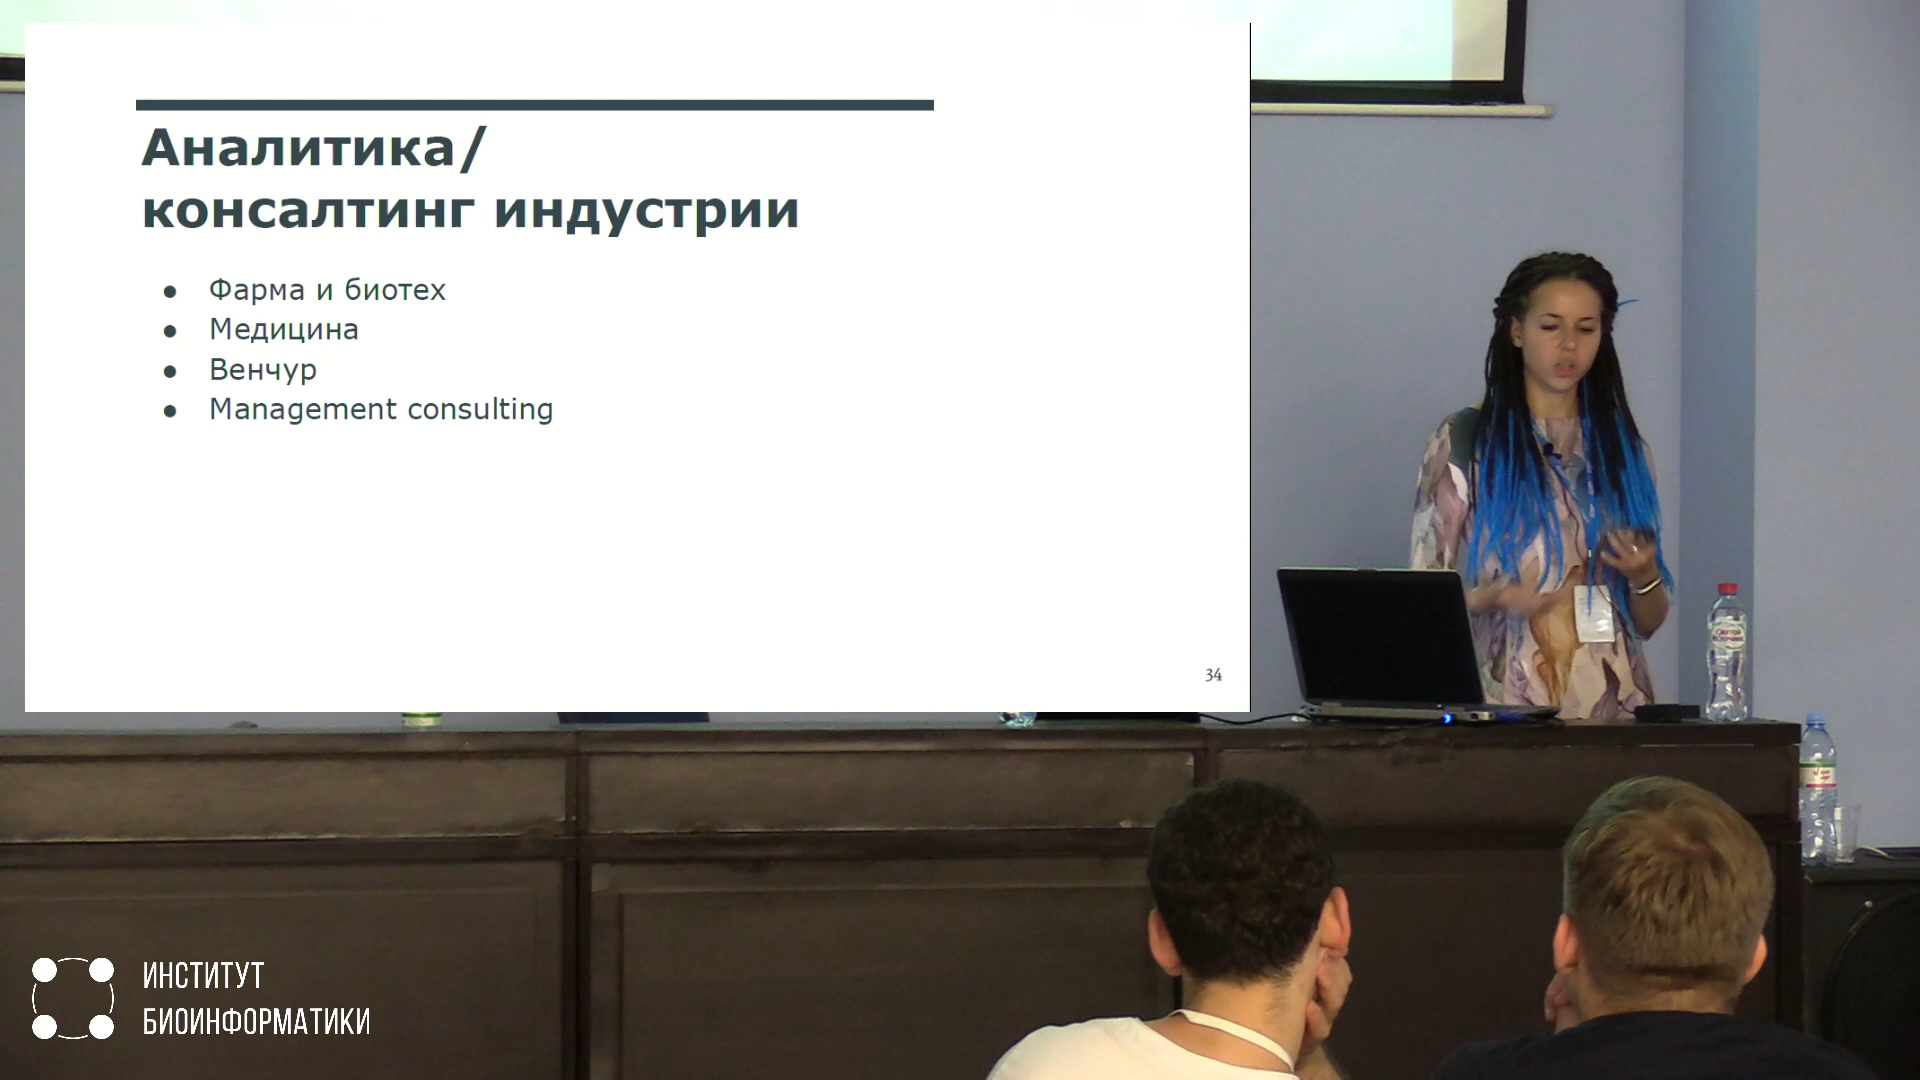 Аналитика/
консалтинг индустрии
● Фарма и биотех
● Медицина
● Венчур
● Management consulting
34
ИНСТИТУТ
БИОИНФОРМАТИКИ